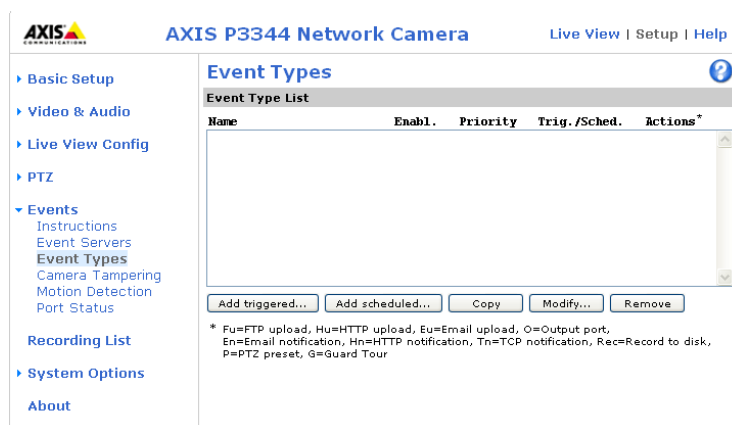 AXIS
COMMUNICATIONS
AXIS P3344 Network Camera
Live View | Setup | Help
Basic Setup
Video & Audio
Live View Config
PTZ
Events
Instructions
Event Servers
Event Types
Camera Tampering
Motion Detection
Port Status
Recording List
System Options
About
Event Types
?
Event Type List
Name Enabl. Priority Trig./Sched. Actions*
Add triggered... Add scheduled... Copy Modify... Remove
* Fu=FTP upload, Hu=HTTP upload, Eu=Email upload, O=Output port,
En=Email notification, Hn=HTTP notification, Tn=TCP notification, Rec=Record to disk,
P=PTZ preset, G=Guard Tour